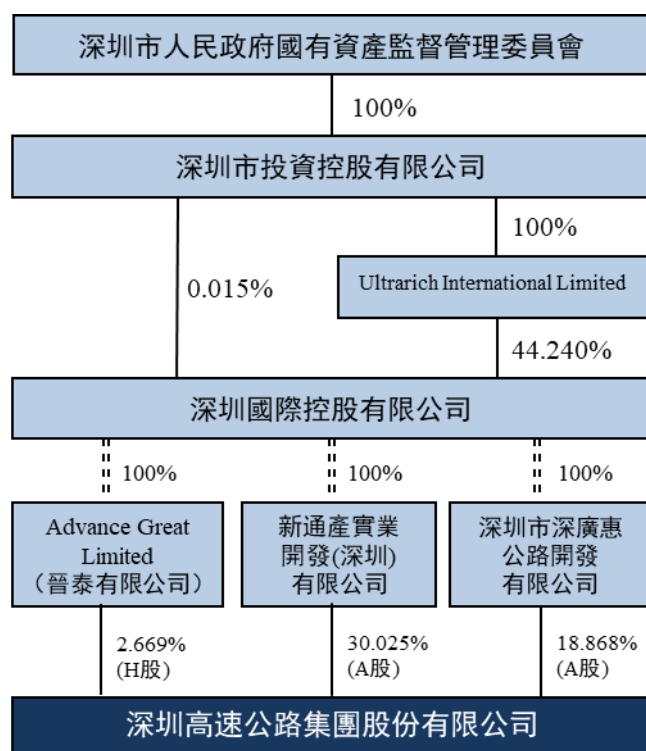 深圳市人民政府國有資產監督管理委員會
100%
深圳市投資控股有限公司
100%
0.015%
Ultrarich International Limited
44.240%
深圳國際控股有限公司
100%
100%
100%
Advance Great
Limited
（晉泰有限公司）
新通產實業
開發(深圳)
有限公司
深圳市深廣惠
公路開發
有限公司
2.669%
(H股)
30.025%
(A股)
18.868%
(A股)
深圳高速公路集團股份有限公司